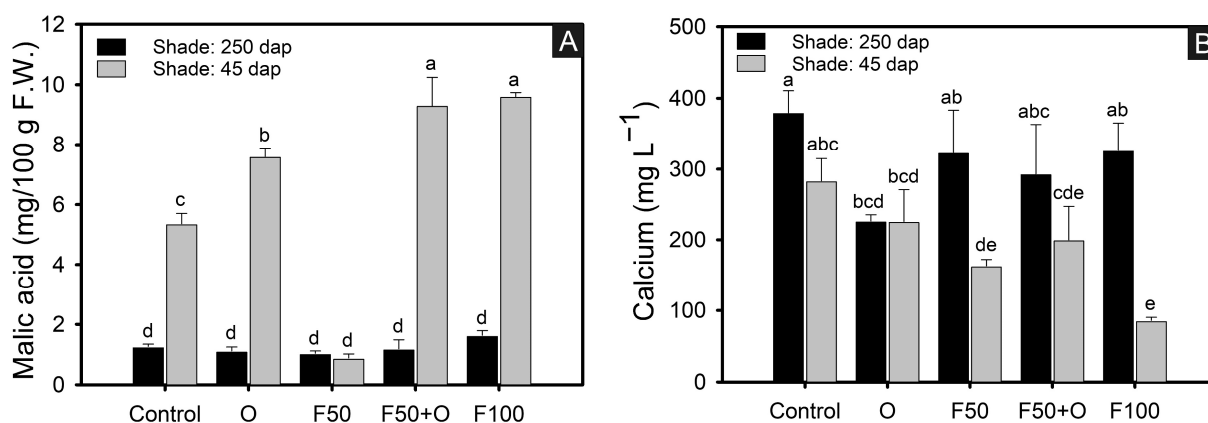 A
Shade: 250 dap
Shade: 45 dap
Malic acid (mg/100 g F.W.)
12
10
8
6
4
2
0
d
c
d
b
d
d
d
a
d
a
Control O F50 F50+O F100
B
Shade: 250 dap
Shade: 45 dap
Calcium (mg L⁻¹)
500
400
300
200
100
0
a
abc
bcd
bcd
ab
de
abc
cde
ab
e
Control O F50 F50+O F100